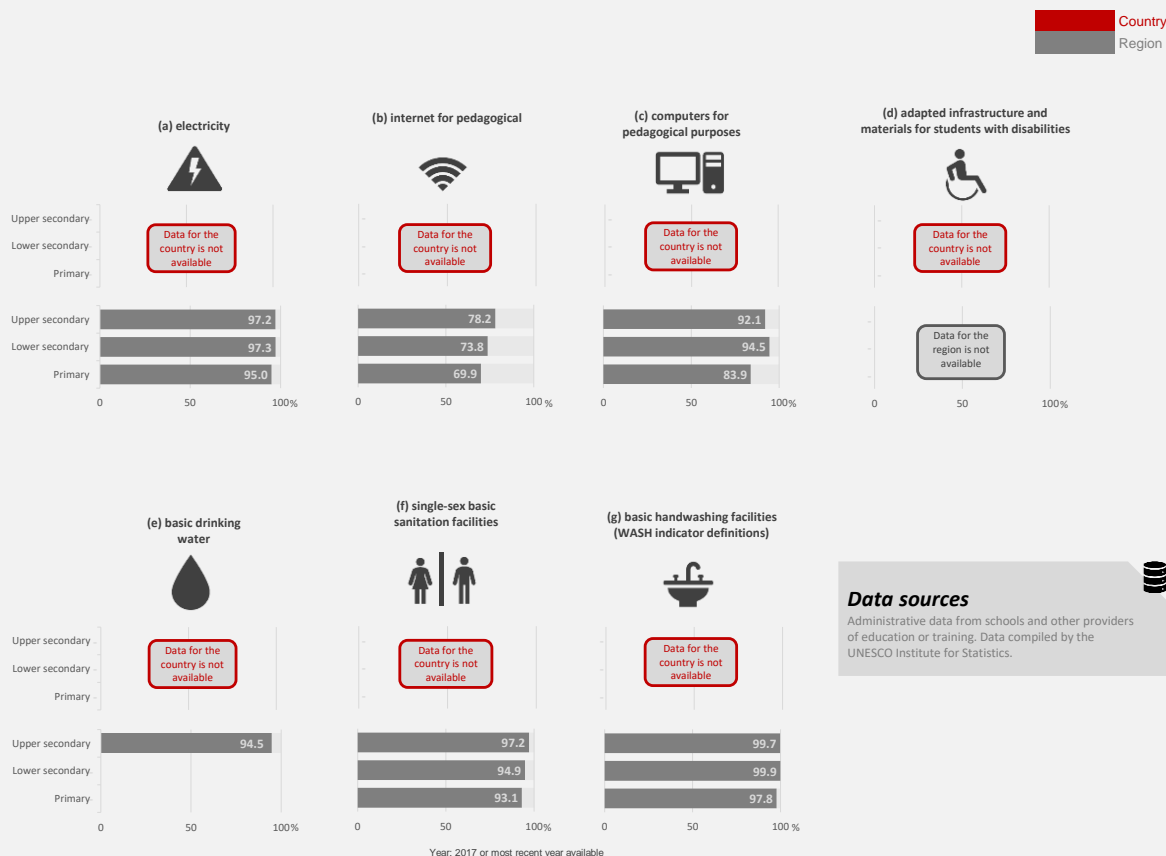 Country
Region
(a) electricity
(b) internet for pedagogical
(c) computers for
pedagogical purposes
(d) adapted infrastructure and
materials for students with disabilities
Upper secondary
Lower secondary
Primary
Data for the
country is not
available
Data for the
country is not
available
Data for the
country is not
available
Data for the
country is not
available
Upper secondary
Lower secondary
Primary
97.2
97.3
95.0
0 50 100%
78.2
73.8
69.9
0 50 100 %
92.1
94.5
83.9
0 50 100 %
Data for the
region is not
available
0 50 100%
(e) basic drinking
water
(f) single-sex basic
sanitation facilities
(g) basic handwashing facilities
(WASH indicator definitions)
Upper secondary
Lower secondary
Primary
Data for the
country is not
available
Data for the
country is not
available
Data for the
country is not
available
Upper secondary
Lower secondary
Primary
94.5
0 50 100%
97.2
94.9
93.1
0 50 100 %
99.7
99.9
97.8
0 50 100 %
Data sources
Administrative data from schools and other providers
of education or training. Data compiled by the
UNESCO Institute for Statistics.
Year: 2017 or most recent year available